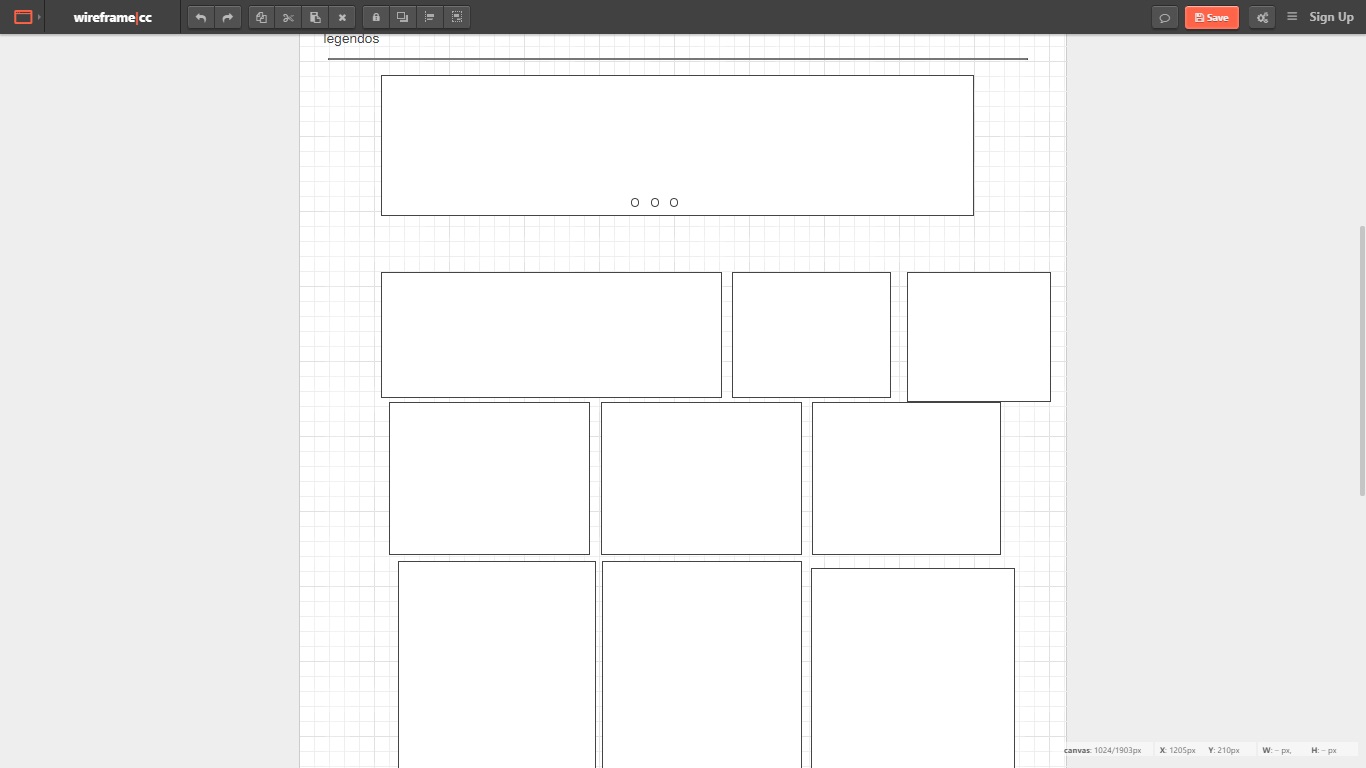 wireframe|cc
Save
Sign Up
legendos
O O O
canvas: 1024/1903px X: 1205px Y: 210px W: - px, H: - px